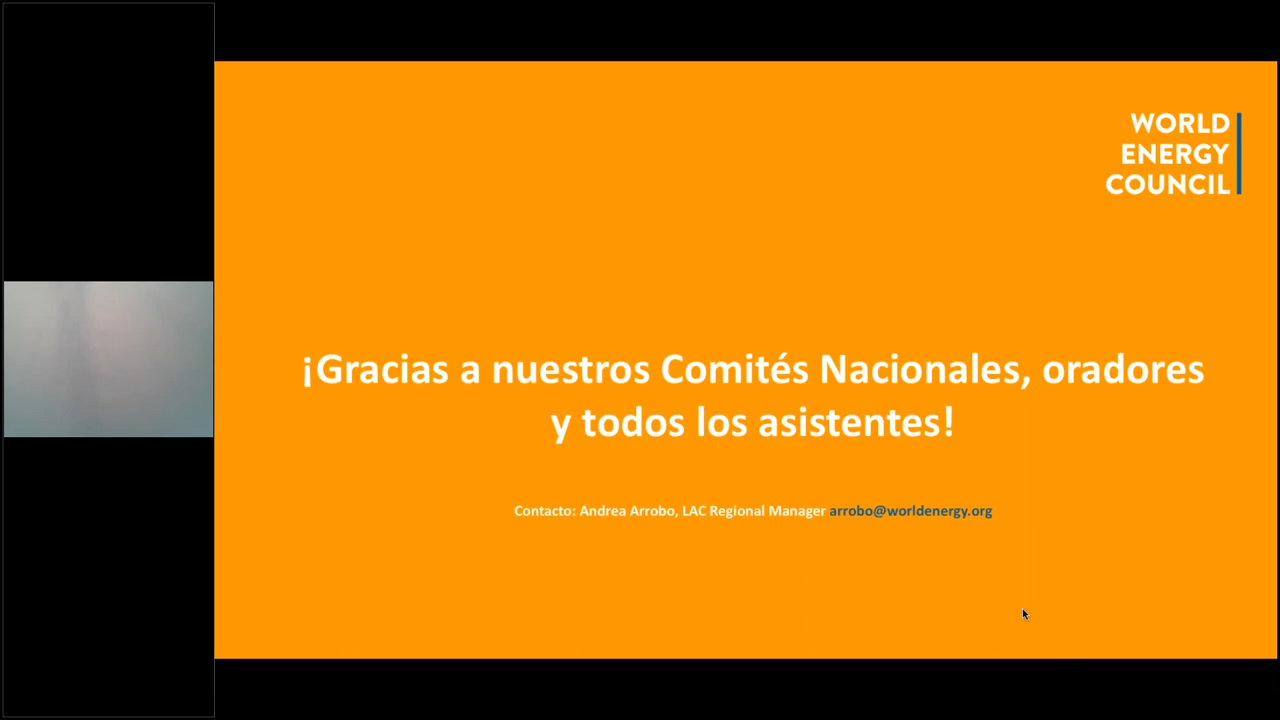 WORLD
ENERGY
COUNCIL
¡Gracias a nuestros Comités Nacionales, oradores
y todos los asistentes!
Contacto: Andrea Arrobo, LAC Regional Manager arrobo@worldenergy.org